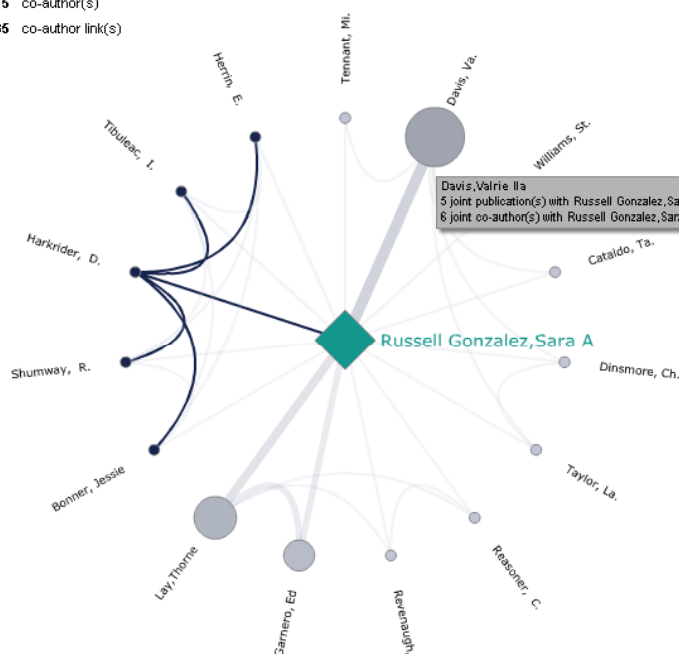 5 co-author(s)
35 co-author link(s)
Tennant, Mi.
Davis, Va.
Herrin, E.
Williams, St.
Tibuleac, I.
Davis,Valrie Ila
5 joint publication(s) with Russell Gonzalez,Sa
6 joint co-author(s) with Russell Gonzalez,Sar
Harkrider, D.
Cataldo, Ta.
Russell Gonzalez,Sara A
Shumway, R.
Dinsmore, Ch.
Bonner, Jessie
Taylor, La.
Lay,Thorne
Reasoner, C.
Garnero, Ed
Revenaugh,